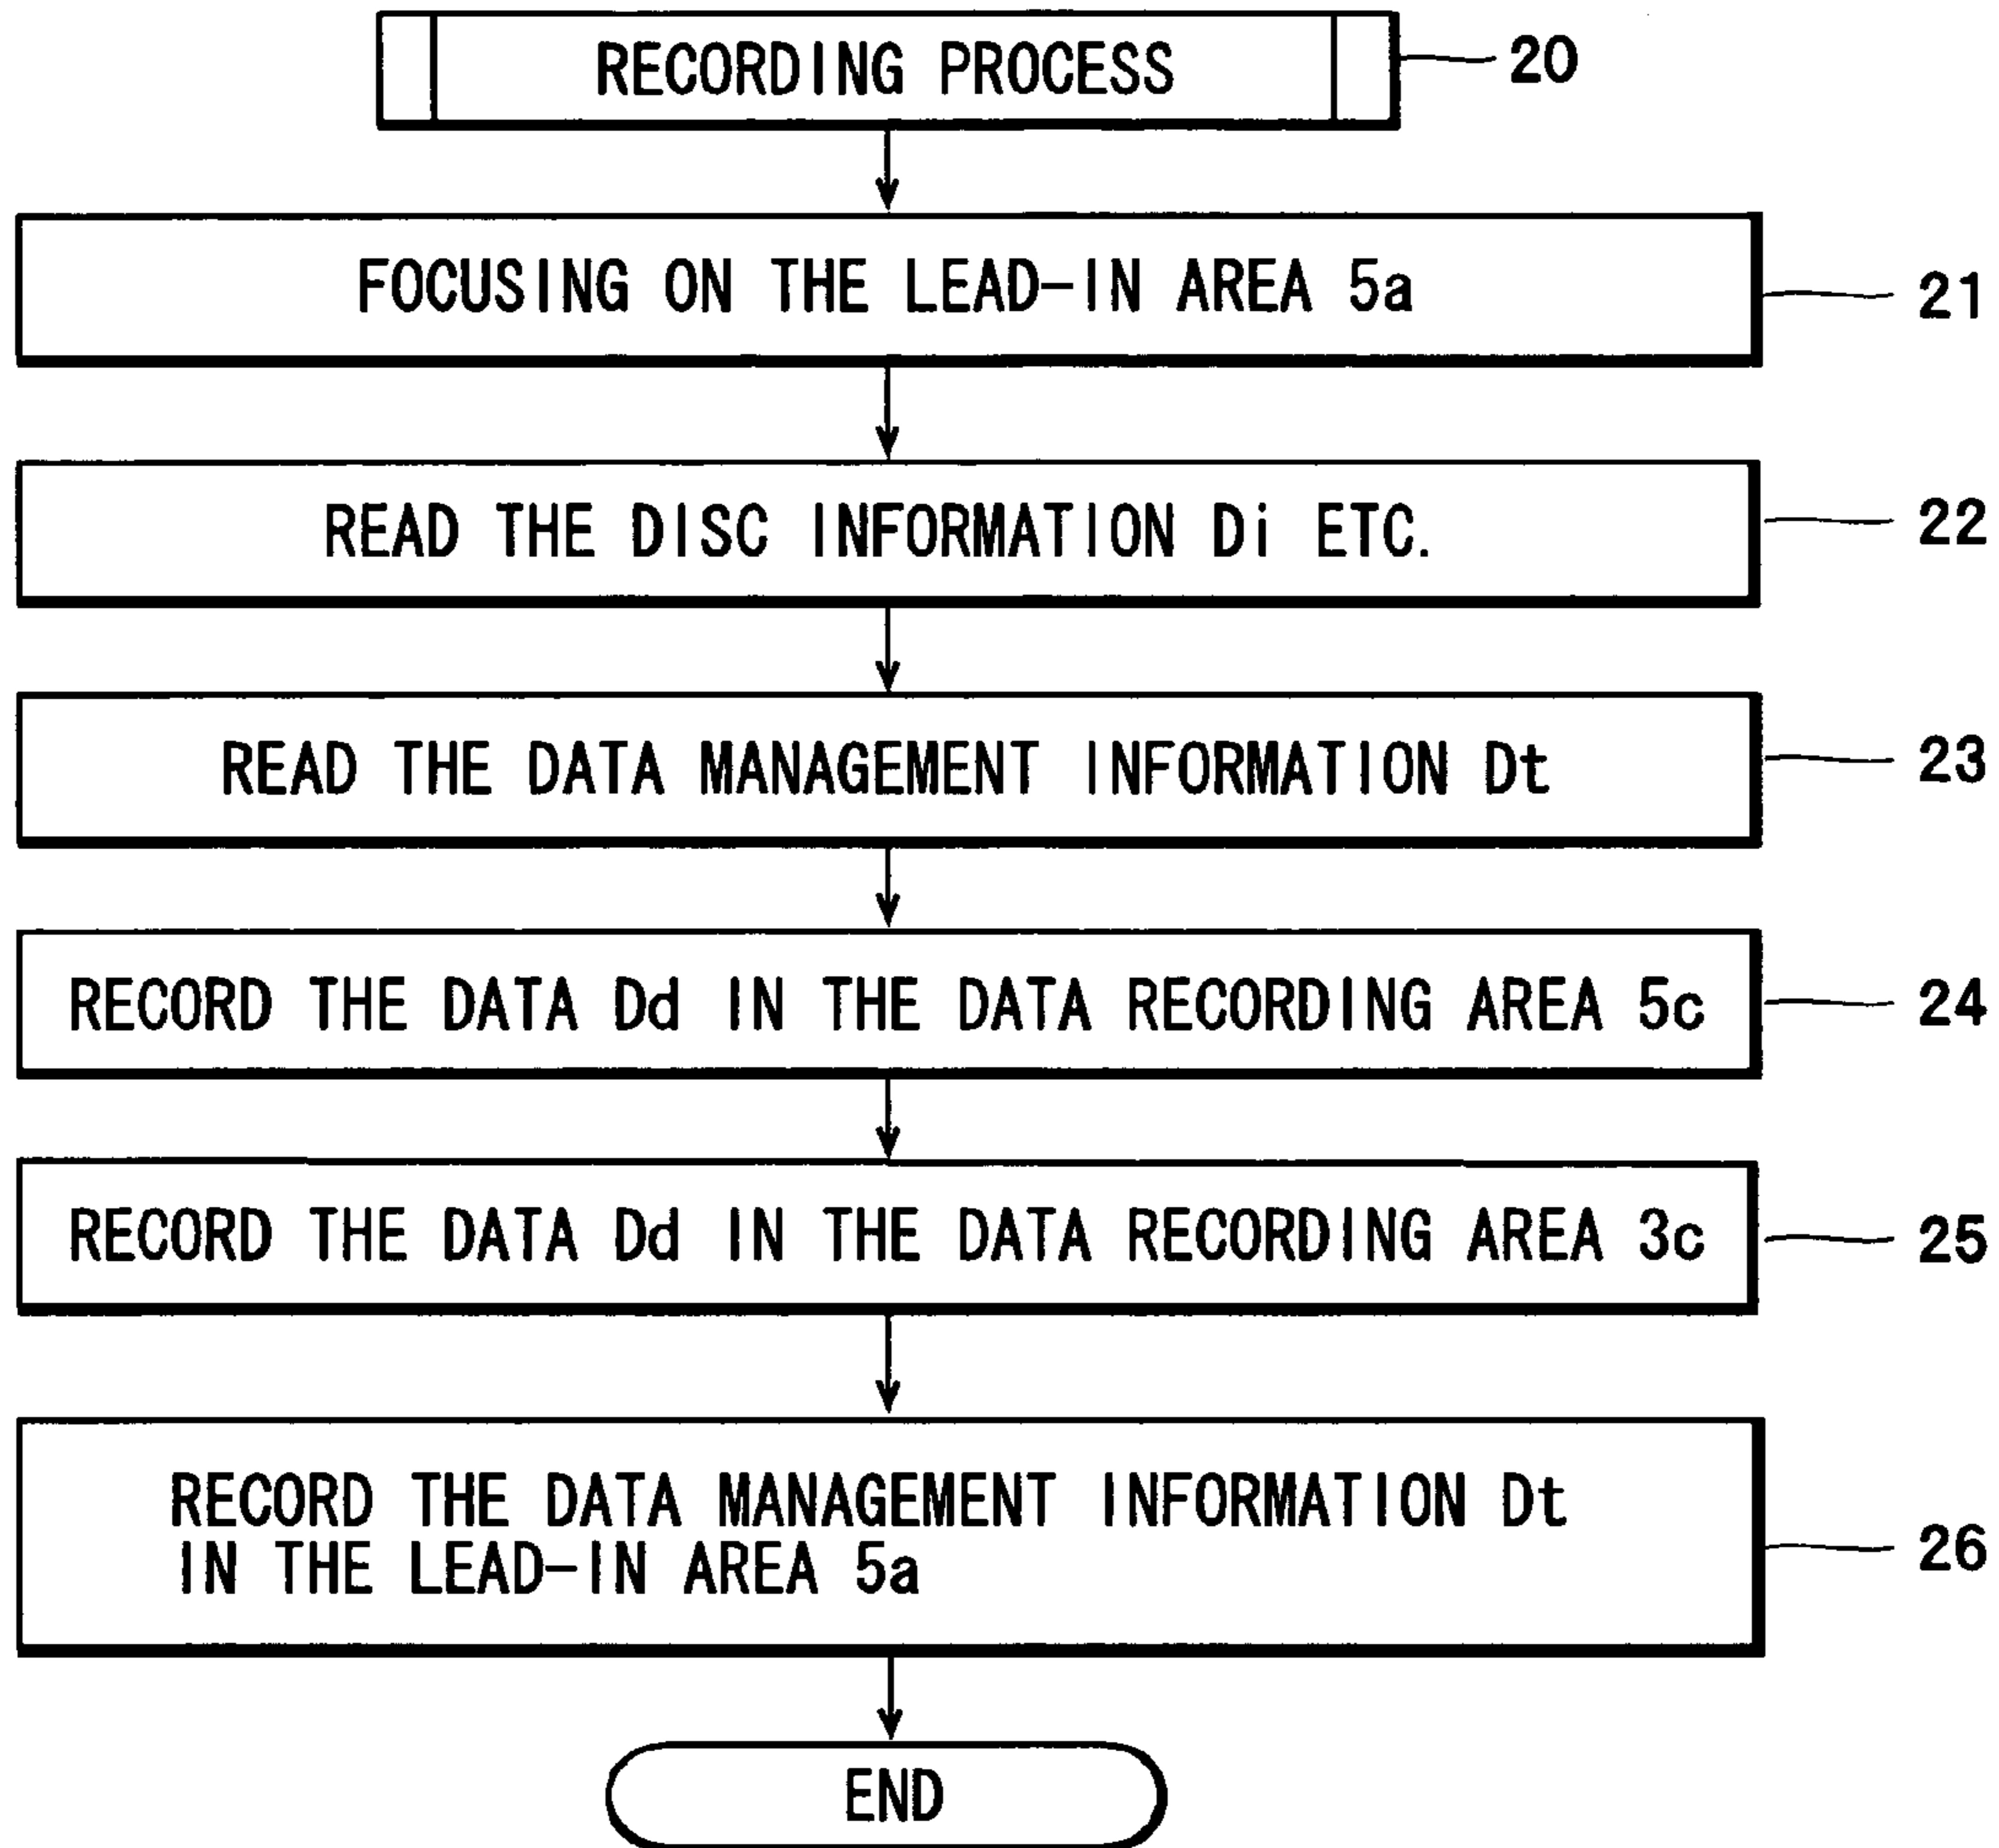 RECORDING PROCESS
20
FOCUSING ON THE LEAD-IN AREA 5a
21
READ THE DISC INFORMATION Di ETC.
22
READ THE DATA MANAGEMENT INFORMATION Dt
23
RECORD THE DATA Dd IN THE DATA RECORDING AREA 5c
24
RECORD THE DATA Dd IN THE DATA RECORDING AREA 3c
25
RECORD THE DATA MANAGEMENT INFORMATION Dt
IN THE LEAD-IN AREA 5a
26
END